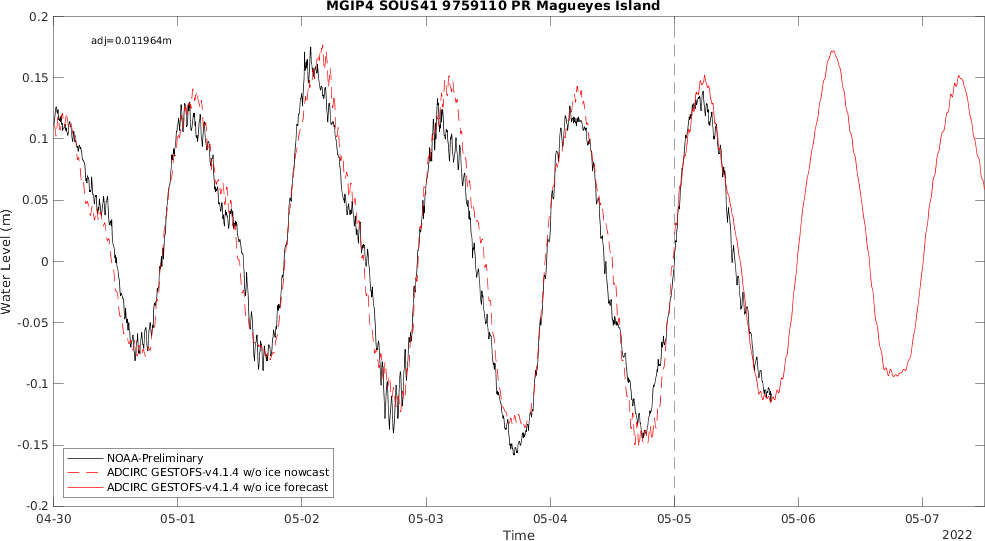 MGIP4 SOUS41 9759110 PR Magueyes Island
adj=0.011964m
0.2
0.15
0.1
0.05
0
-0.05
-0.1
-0.15
-0.2
Water Level (m)
NOAA-Preliminary
ADCIRC GESTOFS-v4.1.4 w/o ice nowcast
ADCIRC GESTOFS-v4.1.4 w/o ice forecast
04-30 05-01 05-02 05-03 05-04 05-05 05-06 05-07
Time
2022